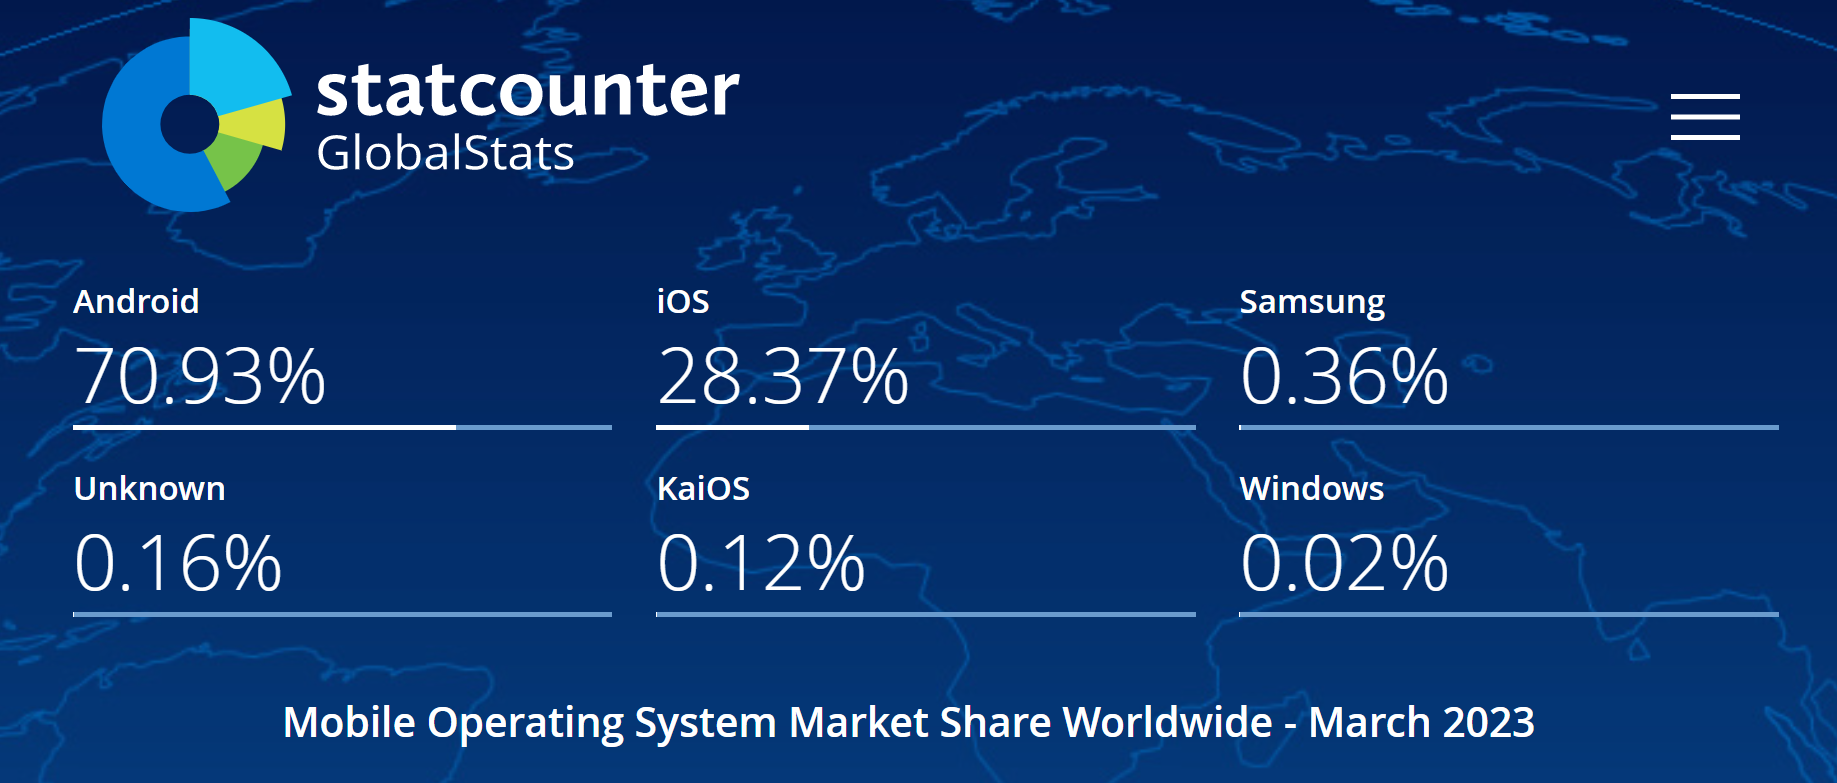 statcounter
GlobalStats
Android
70.93%
iOS
28.37%
Samsung
0.36%
Unknown
0.16%
KaiOS
0.12%
Windows
0.02%
Mobile Operating System Market Share Worldwide - March 2023